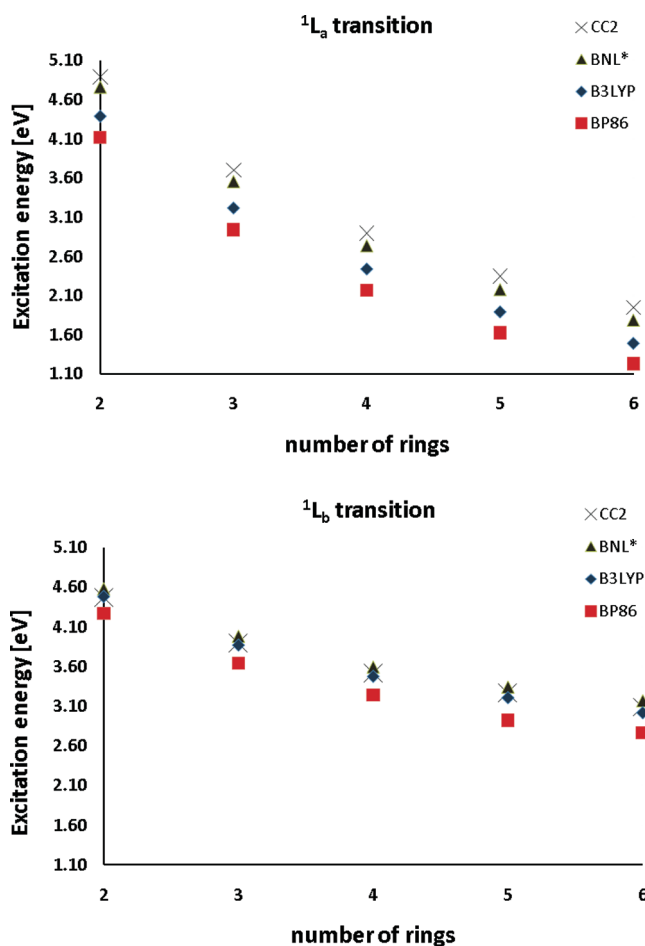 ¹Lₐ transition
CC2
BNL*
B3LYP
BP86
Excitation energy [eV]
5.10
4.60
4.10
3.60
3.10
2.60
2.10
1.60
1.10
2 3 4 5 6
number of rings
¹L_b transition
CC2
BNL*
B3LYP
BP86
Excitation energy [eV]
5.10
4.60
4.10
3.60
3.10
2.60
2.10
1.60
1.10
2 3 4 5 6
number of rings